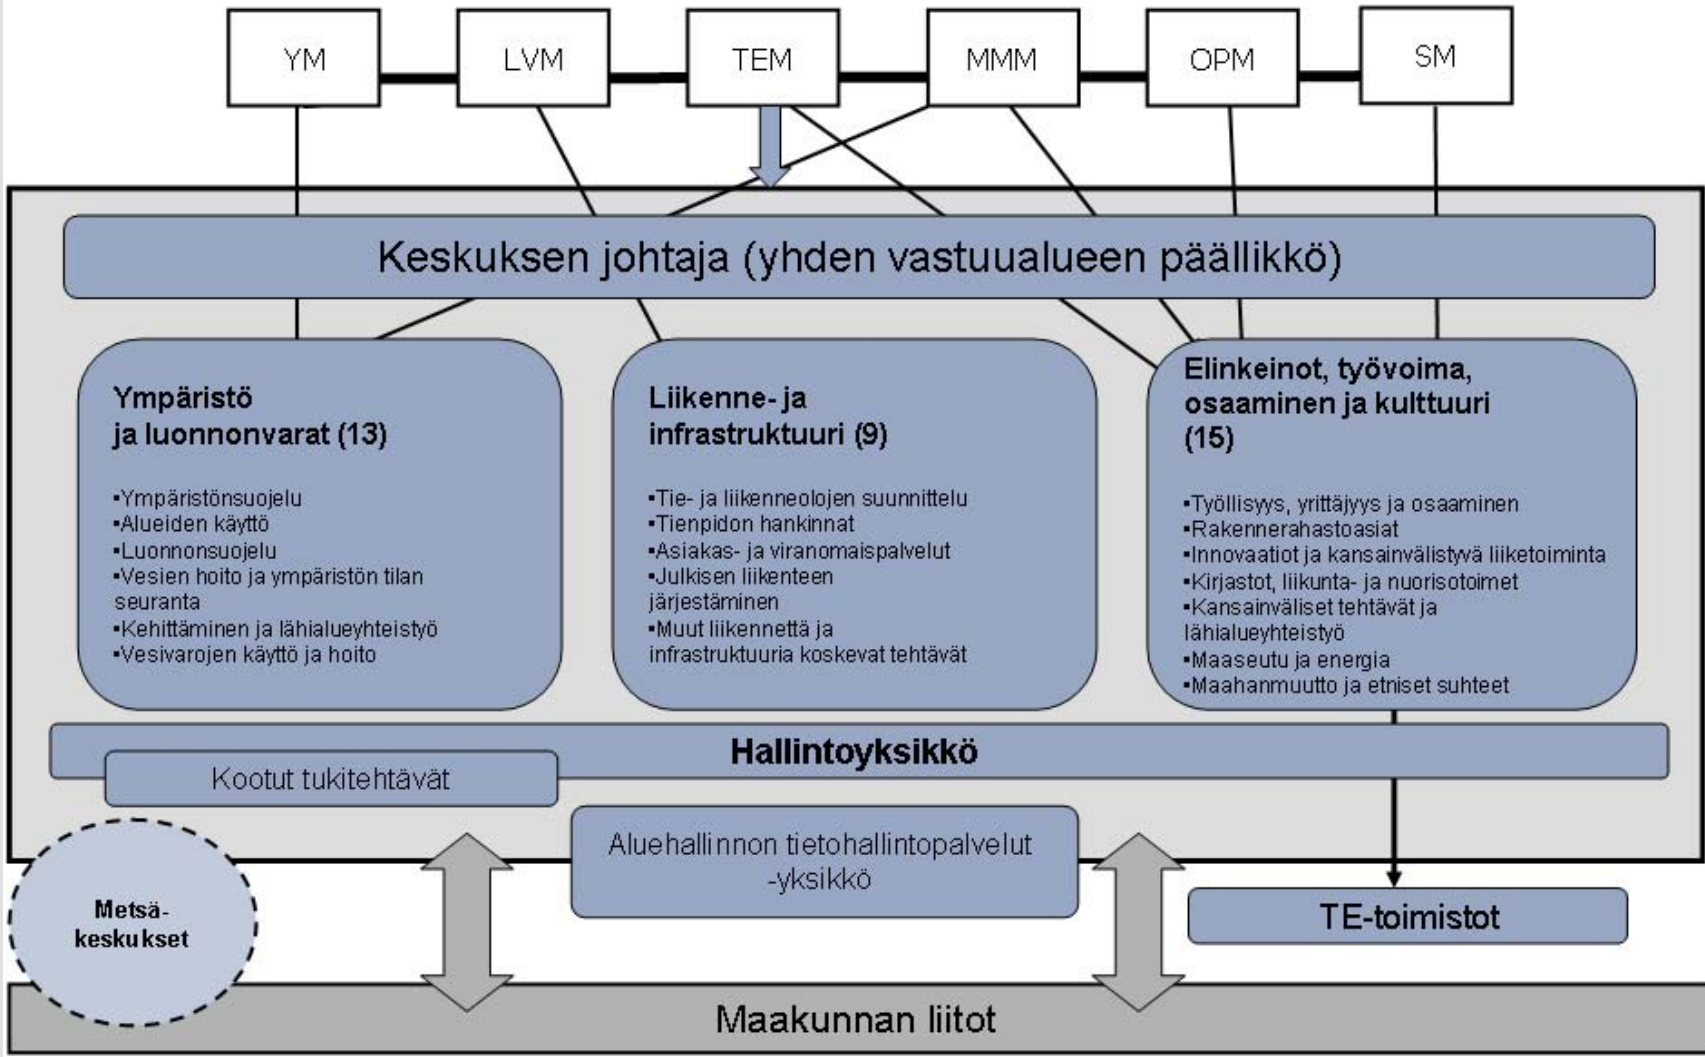 YM
LVM
TEM
MMM
OPM
SM
Keskuksen johtaja (yhden vastuualueen päällikkö)
Ympäristö
ja luonnonvarat (13)
▪Ympäristönsuojelu
▪Alueiden käyttö
▪Luonnonsuojelu
▪Vesien hoito ja ympäristön tilan
seuranta
▪Kehittäminen ja lähialueyhteistyö
▪Vesivarojen käyttö ja hoito
Liikenne- ja
infrastruktuuri (9)
▪Tie- ja liikenneolojen suunnittelu
▪Tienpidon hankinnat
▪Asiakas- ja viranomaispalvelut
▪Julkisen liikenteen
järjestäminen
▪Muut liikennettä ja
infrastruktuuria koskevat tehtävät
Elinkeinot, työvoima,
osaaminen ja kulttuuri
(15)
▪Työllisyys, yrittäjyys ja osaaminen
▪Rakennerahastoasiat
▪Innovaatiot ja kansainvälistyvä liiketoiminta
▪Kirjastot, liikunta- ja nuorisotoimet
▪Kansainväliset tehtävät ja
lähialueyhteistyö
▪Maaseutu ja energia
▪Maahanmuutto ja etniset suhteet
Hallintoyksikkö
Kootut tukitehtävät
Aluehallinnon tietohallintopalvelut
-yksikkö
Metsä-
keskukset
TE-toimistot
Maakunnan liitot